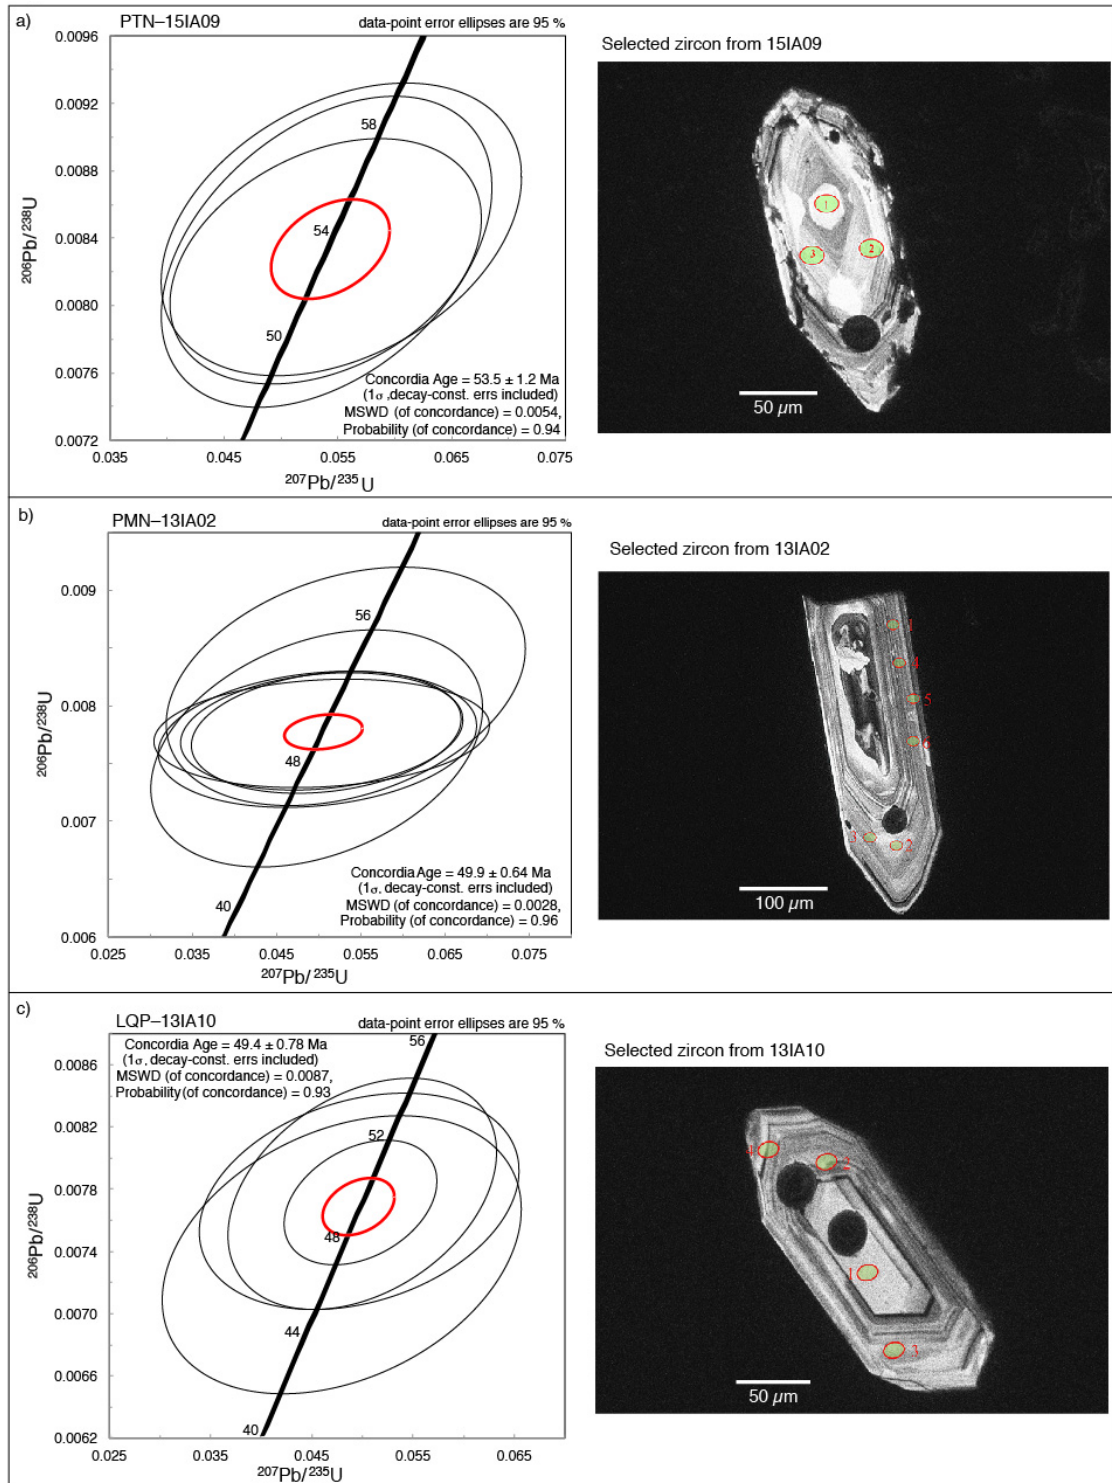 a)
PTN–15IA09
data-point error ellipses are 95 %
0.0096
0.0092
0.0088
0.0084
0.0080
0.0076
0.0072
206Pb/238U
58
54
50
Concordia Age = 53.5 ± 1.2 Ma
(1σ ,decay-const. errs included)
MSWD (of concordance) = 0.0054,
Probability (of concordance) = 0.94
0.035
0.045
0.055
0.065
0.075
207Pb/235U
Selected zircon from 15IA09
1
2
3
50 µm
b)
PMN–13IA02
data-point error ellipses are 95 %
0.009
0.008
0.007
0.006
206Pb/238U
56
48
40
Concordia Age = 49.9 ± 0.64 Ma
(1σ, decay-const. errs included)
MSWD (of concordance) = 0.0028,
Probability (of concordance) = 0.96
0.025
0.035
0.045
0.055
0.065
0.075
207Pb/235U
Selected zircon from 13IA02
1
4
5
6
3
2
100 µm
c)
LQP–13IA10
data-point error ellipses are 95 %
Concordia Age = 49.4 ± 0.78 Ma
(1σ, decay-const. errs included)
MSWD (of concordance) = 0.0087,
Probability (of concordance) = 0.93
0.0086
0.0082
0.0078
0.0074
0.0070
0.0066
0.0062
206Pb/238U
56
52
48
44
40
0.025
0.035
0.045
0.055
0.065
207Pb/235U
Selected zircon from 13IA10
4
2
1
3
50 µm